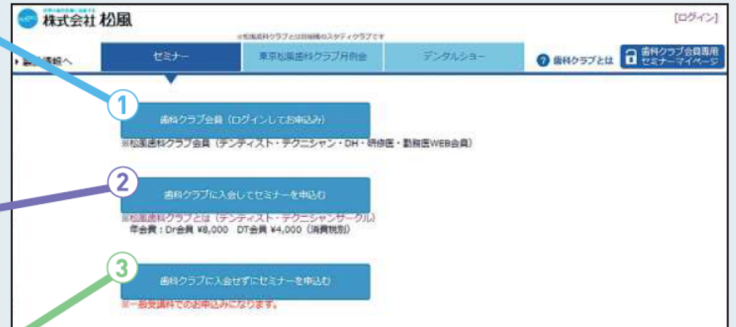 株式会社 松風
[ログイン]
※松風歯科クラブとは同組織のスタディクラブです
情報へ
セミナー
東京松風歯科クラブ月例会
デンタルショー
? 歯科クラブとは
歯科クラブ会員専用
セミナーマイページ
1
歯科クラブ会員（ログインしてお申込み）
※松風歯科クラブ会員（デンティスト・テクニシャン・DH・研修医・勤務医WEB会員）
2
歯科クラブに入会してセミナーを申込む
※松風歯科クラブとは（デンティスト・テクニシャンサークル）
年会費：Dr会員 ¥8,000 DT会員 ¥4,000（消費税別）
3
歯科クラブに入会せずにセミナーを申込む
※一般受講料でのお申込みになります。